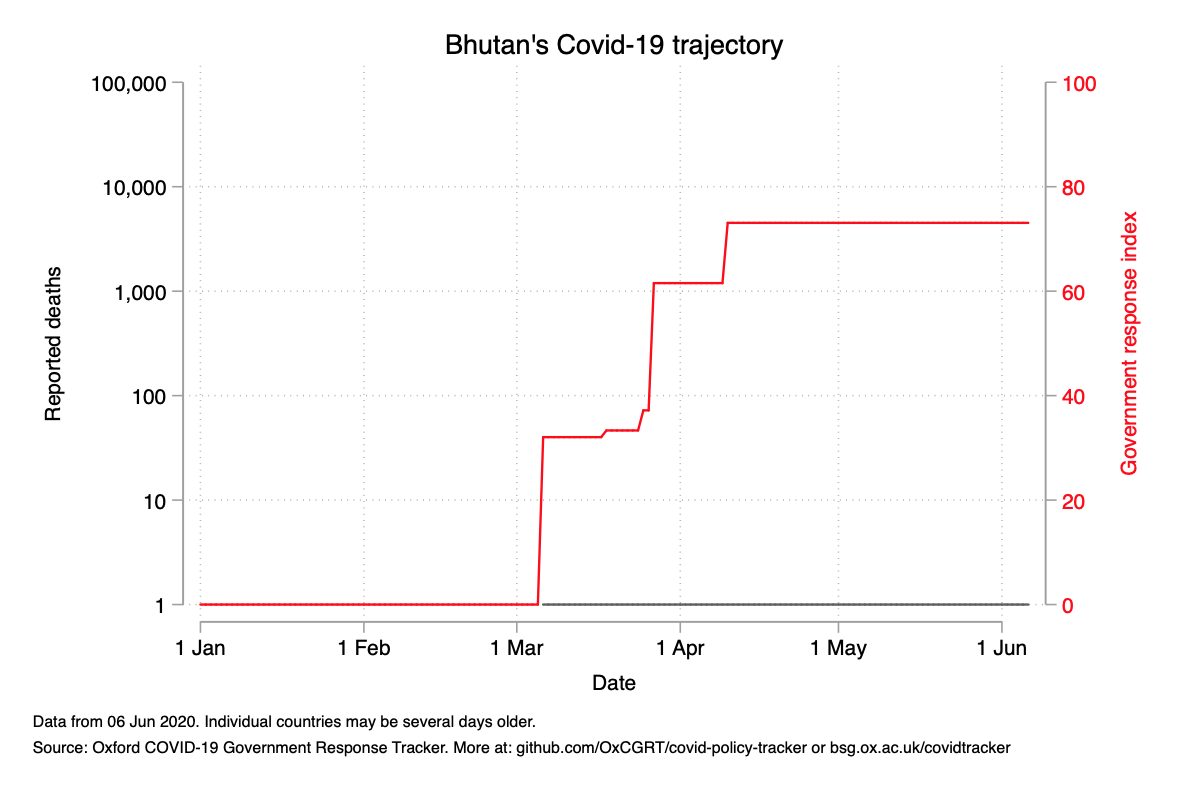 Bhutan's Covid-19 trajectory
100,000
10,000
1,000
100
10
1
Reported deaths
100
80
60
40
20
0
Government response index
1 Jan
1 Feb
1 Mar
1 Apr
1 May
1 Jun
Date
Data from 06 Jun 2020. Individual countries may be several days older.
Source: Oxford COVID-19 Government Response Tracker. More at: github.com/OxCGRT/covid-policy-tracker or bsg.ox.ac.uk/covidtracker